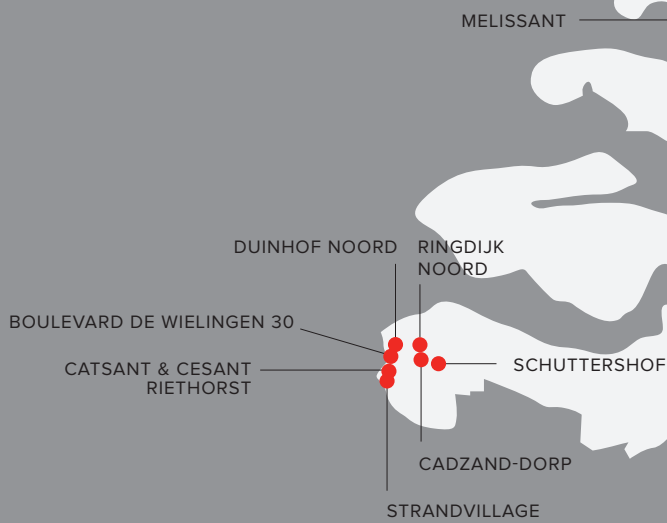 MELISSANT
DUINHOF NOORD
RINGDIJK
NOORD
BOULEVARD DE WIELINGEN 30
CATSANT & CESANT
RIETHORST
SCHUTTERSHOF
CADZAND-DORP
STRANDVILLAGE